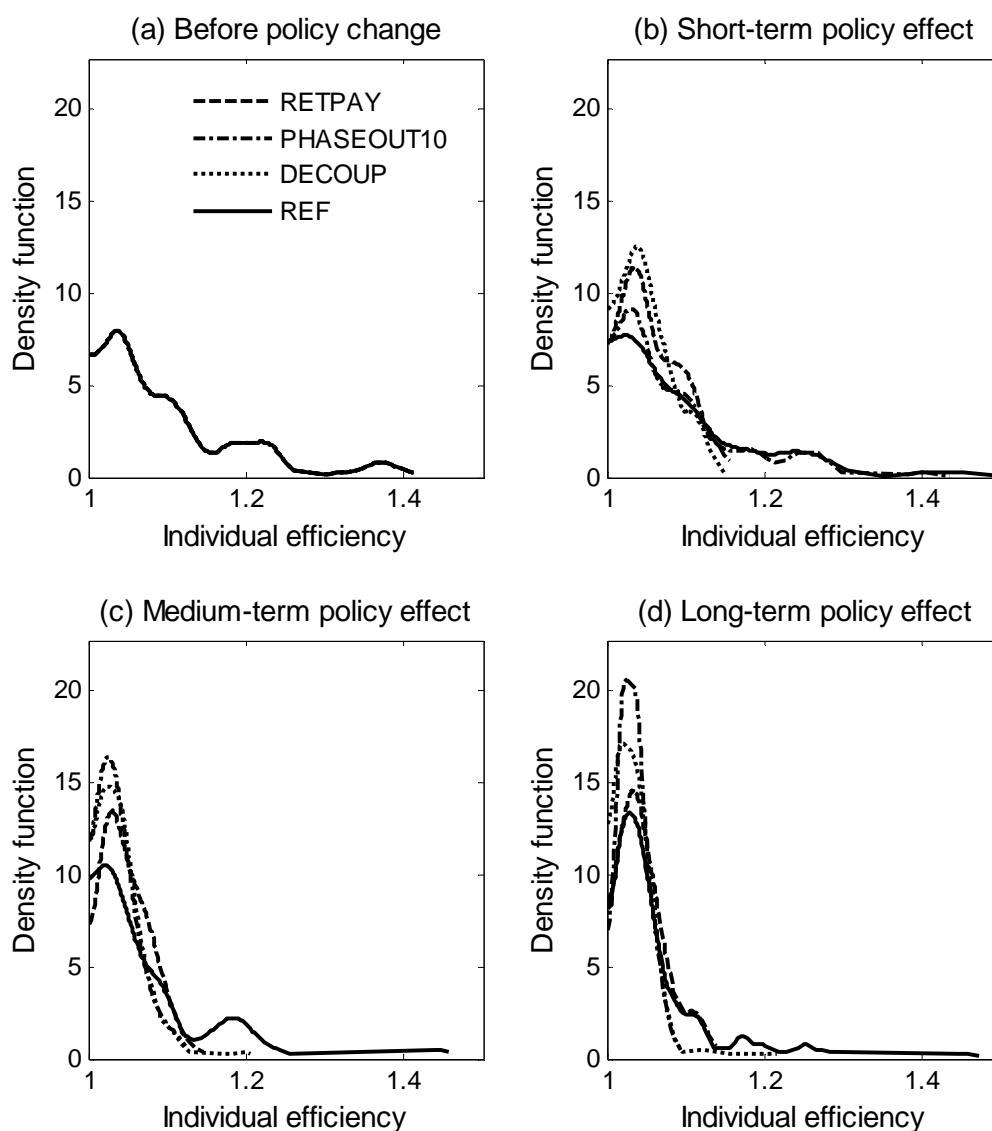 (a) Before policy change
Density function
20
15
10
5
0
1
1.2
1.4
Individual efficiency
RETPAY
PHASEOUT10
DECOUP
REF
(b) Short-term policy effect
Density function
20
15
10
5
0
1
1.2
1.4
Individual efficiency
(c) Medium-term policy effect
Density function
20
15
10
5
0
1
1.2
1.4
Individual efficiency
(d) Long-term policy effect
Density function
20
15
10
5
0
1
1.2
1.4
Individual efficiency